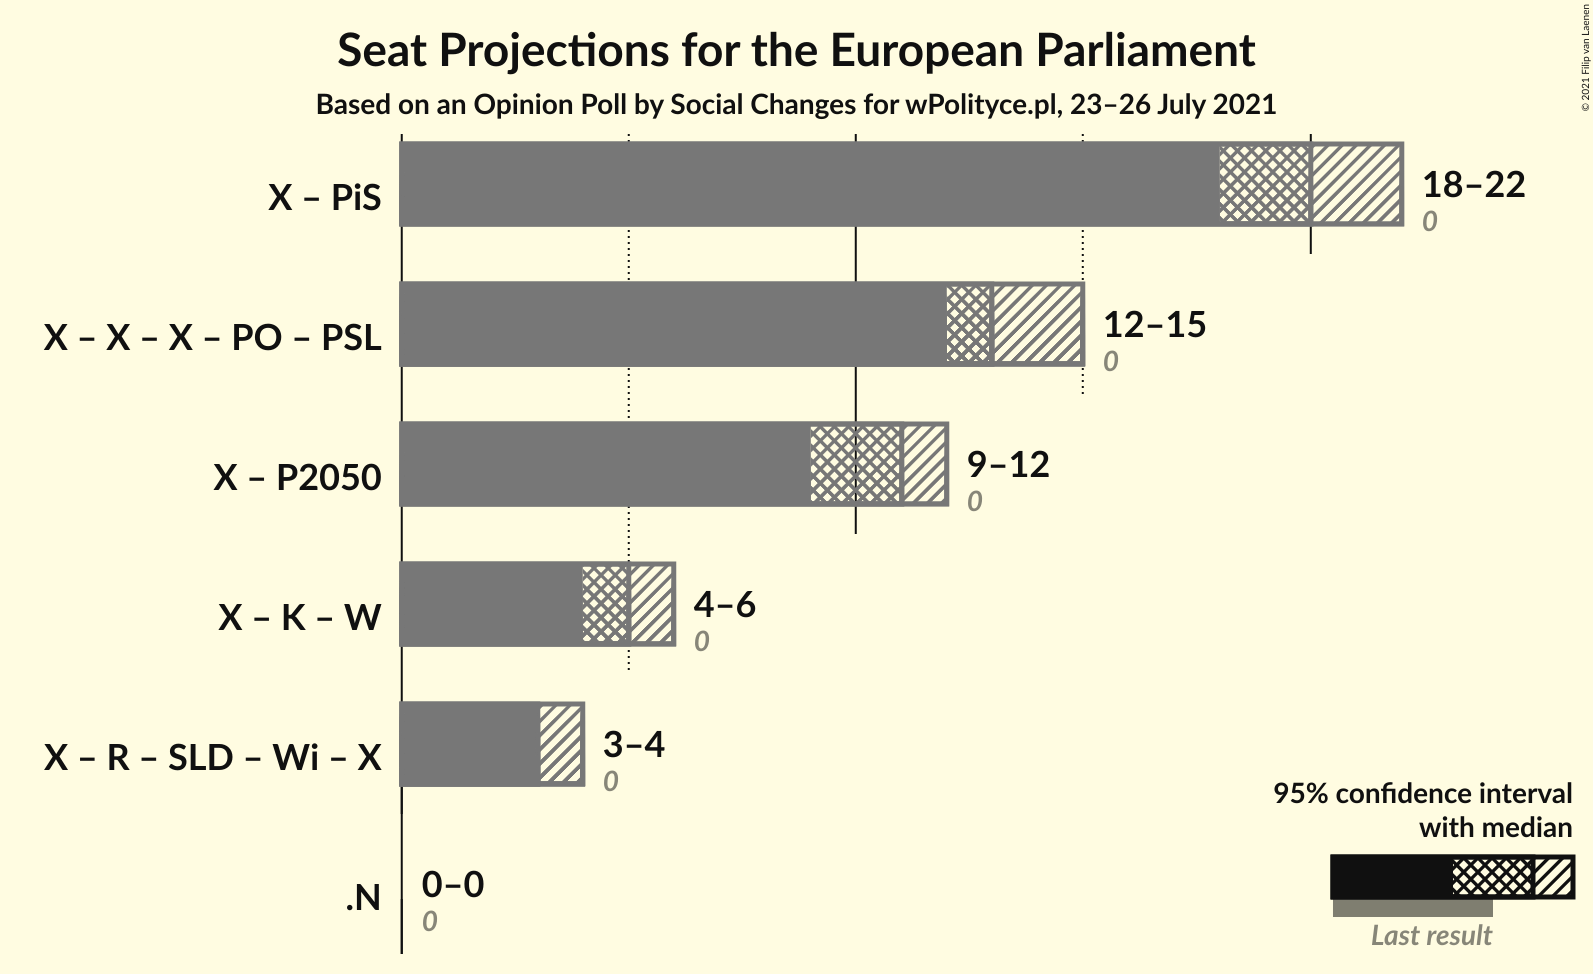 Seat Projections for the European Parliament
Based on an Opinion Poll by Social Changes for wPolityce.pl, 23–26 July 2021
© 2021 Filip van Laenen
X – PiS
18–22
0
X – X – X – PO – PSL
12–15
0
X – P2050
9–12
0
X – K – W
4–6
0
X – R – SLD – Wi – X
3–4
0
.N
0–0
0
95% confidence interval
with median
Last result